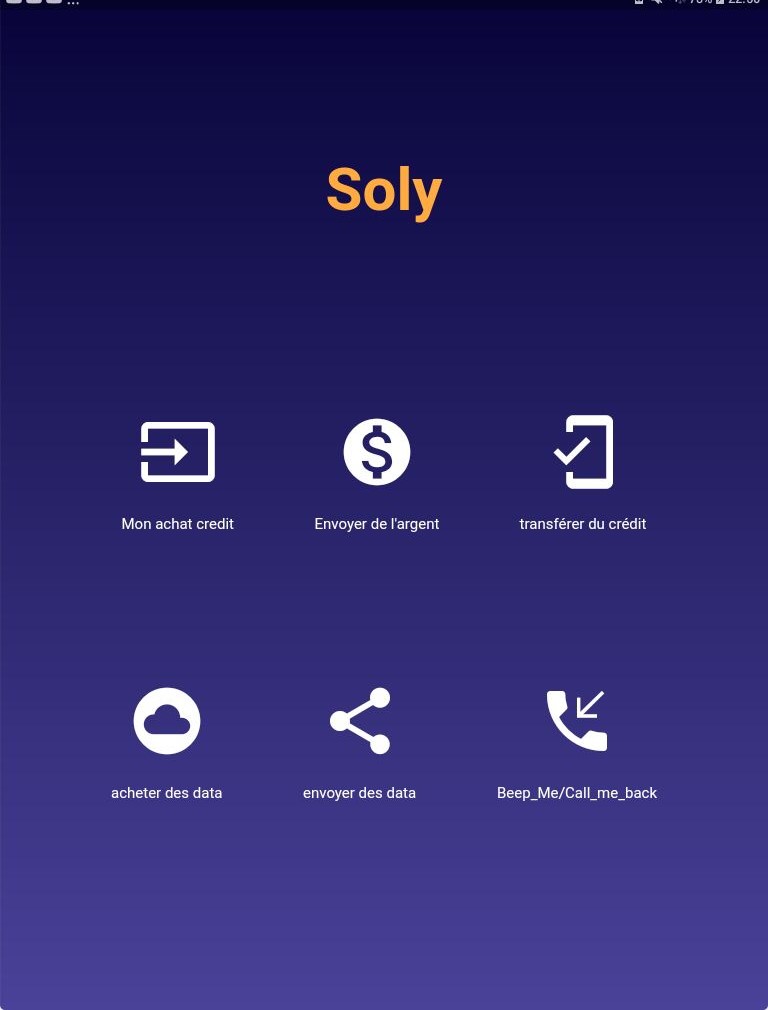 Soly
Mon achat credit
Envoyer de l'argent
transférer du crédit
acheter des data
envoyer des data
Beep_Me/Call_me_back